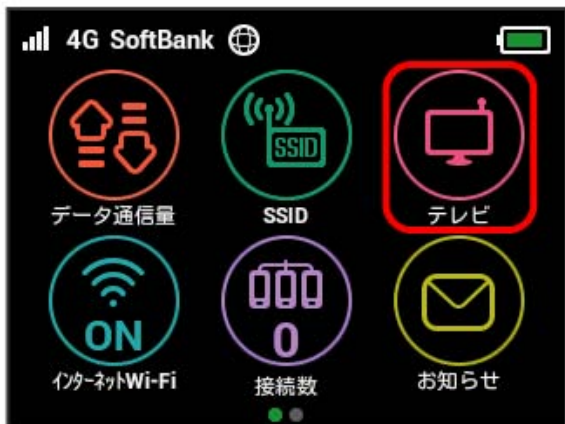 4G SoftBank
SSID
データ通信量
SSID
テレビ
ON
0
インターネットWi-Fi
接続数
お知らせ